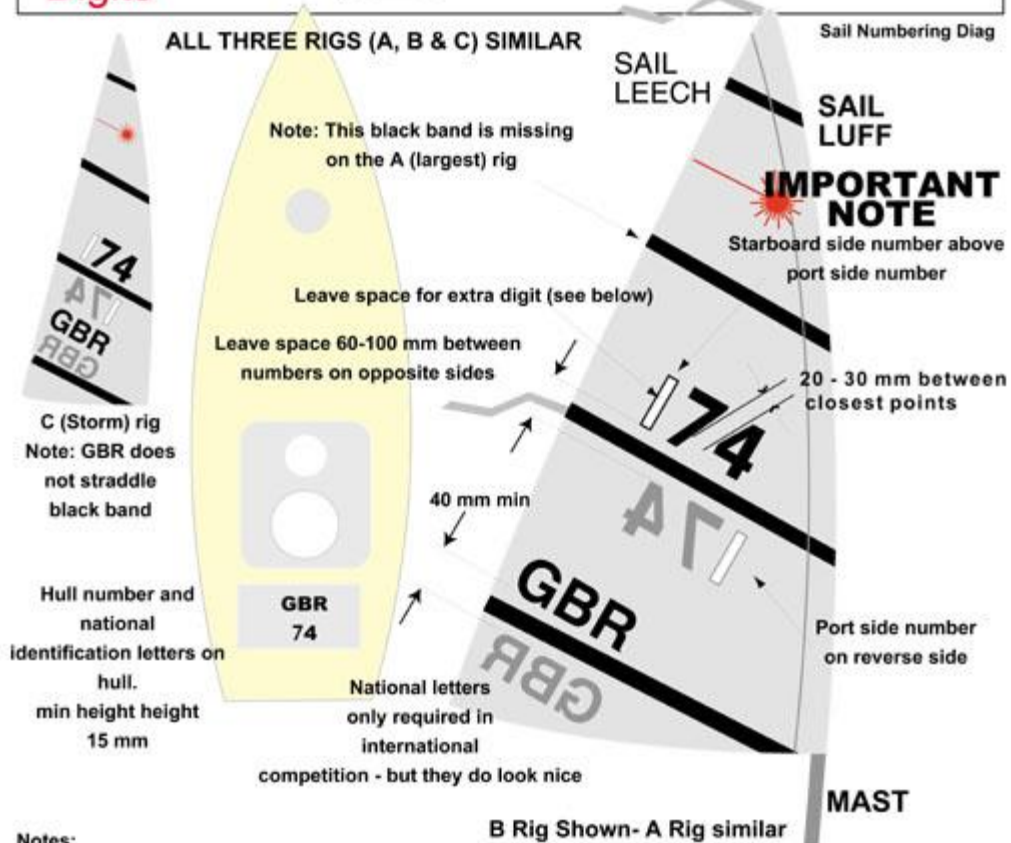 Sail Numbering Diag
ALL THREE RIGS (A, B & C) SIMILAR
SAIL
LEECH
SAIL
LUFF
Note: This black band is missing
on the A (largest) rig
IMPORTANT
NOTE
Starboard side number above
port side number
74
74
GBR
GBR
Leave space for extra digit (see below)
Leave space 60-100 mm between
numbers on opposite sides
20 - 30 mm between
closest points
74
74
C (Storm) rig
Note: GBR does
not straddle
black band
40 mm min
GBR
GBR
Hull number and
national
identification letters on
hull.
min height height
15 mm
GBR
74
Port side number
on reverse side
National letters
only required in
international
competition - but they do look nice
MAST
B Rig Shown- A Rig similar
Notes: